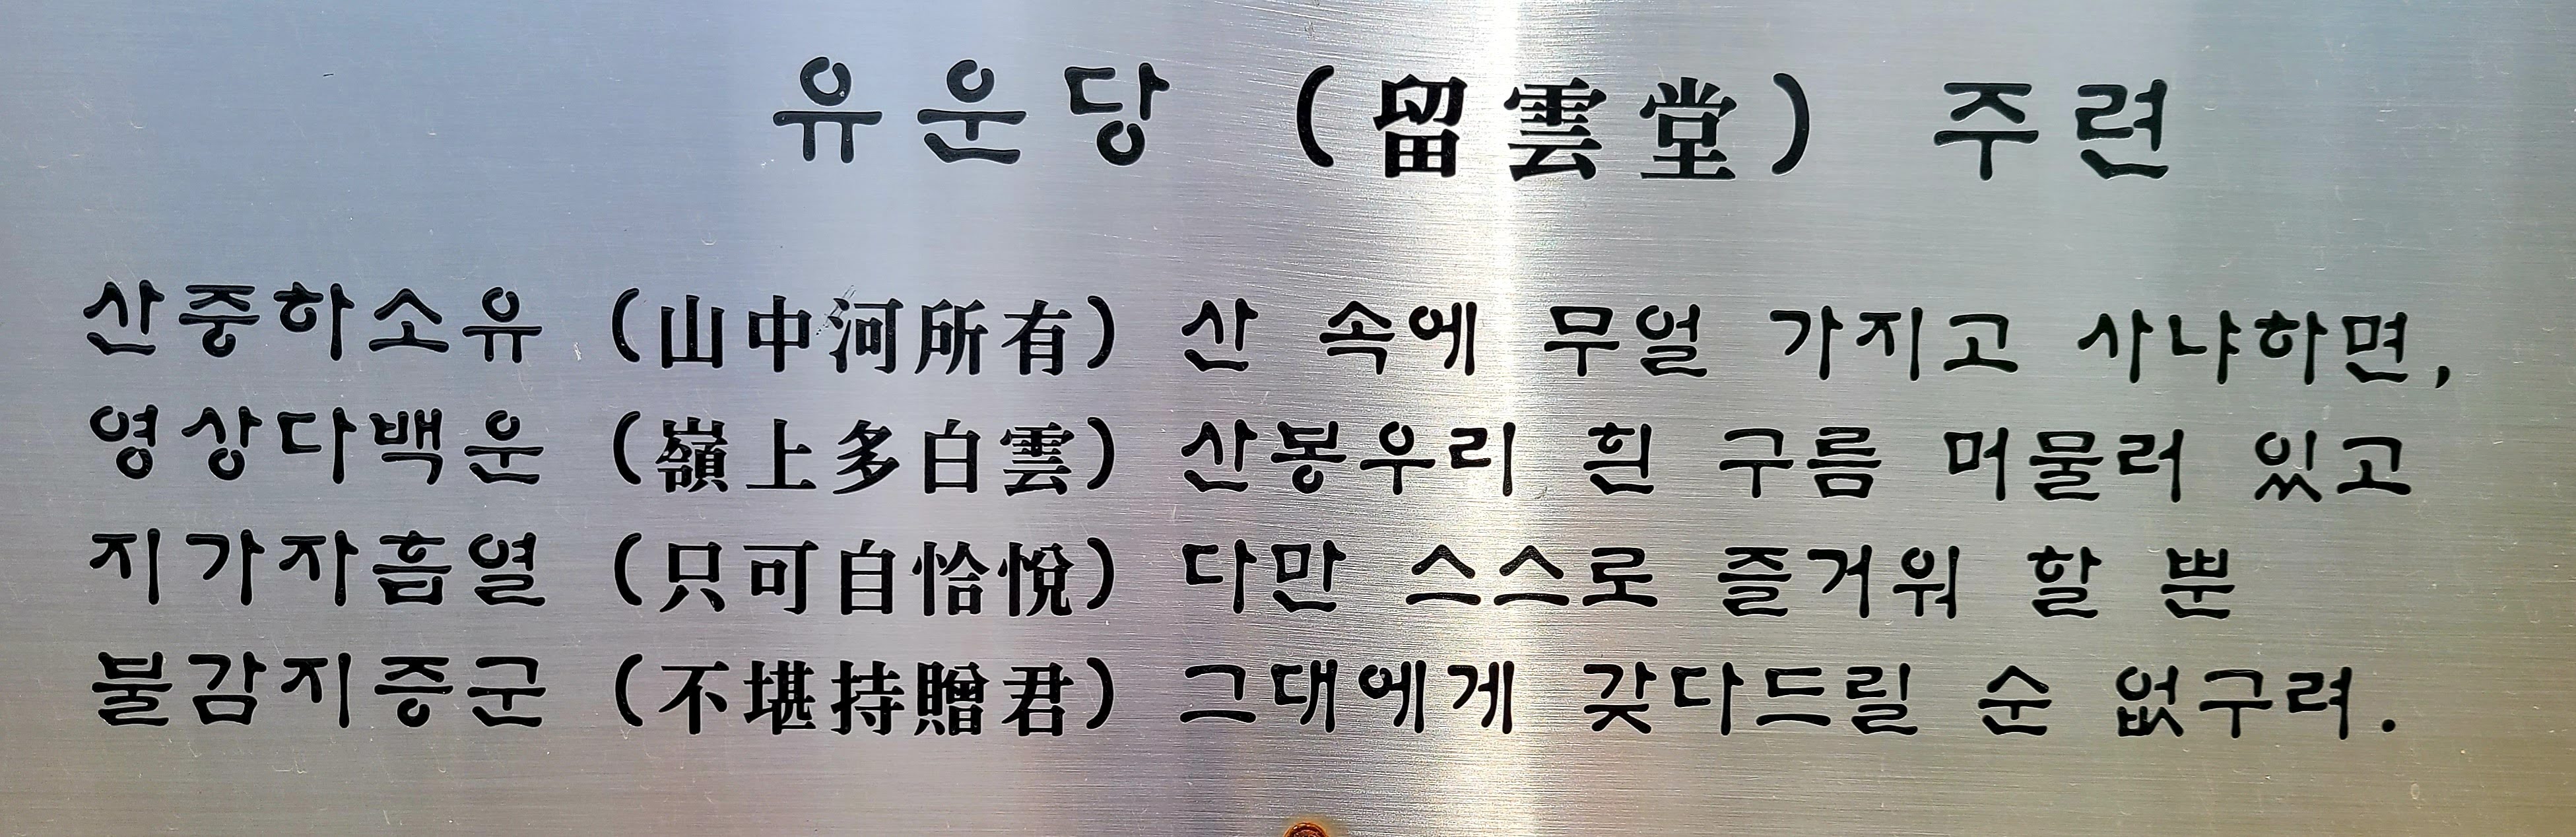 유운당 (留雲堂) 주련
산중하소유 (山中河所有) 산 속에 무얼 가지고 사냐하면,
영상다백운 (嶺上多白雲) 산봉우리 흰 구름 머물러 있고
지가자흡열 (只可自恰悅) 다만 스스로 즐거워 할 뿐
불감지증군 (不堪持贈君) 그대에게 갖다드릴 순 없구려.